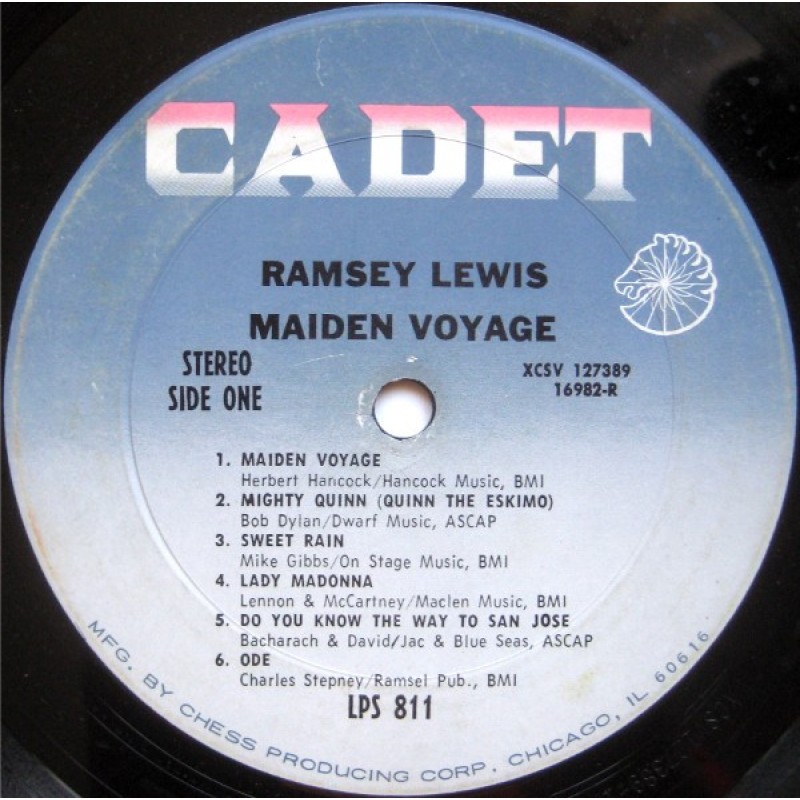 CADET
RAMSEY LEWIS
MAIDEN VOYAGE
STEREO
SIDE ONE
XCSV 127389
16982-R
1. MAIDEN VOYAGE
Herbert Hancock/Hancock Music, BMI
2. MIGHTY QUINN (QUINN THE ESKIMO)
Bob Dylan/Dwarf Music, ASCAP
3. SWEET RAIN
Mike Gibbs/On Stage Music, BMI
4. LADY MADONNA
Lennon & McCartney/Maclen Music, BMI
5. DO YOU KNOW THE WAY TO SAN JOSE
Bacharach & David/Jac & Blue Seas, ASCAP
6. ODE
Charles Stepney/Ramsel Pub., BMI
LPS 811
MFG. BY CHESS PRODUCING CORP. CHICAGO, IL 60616